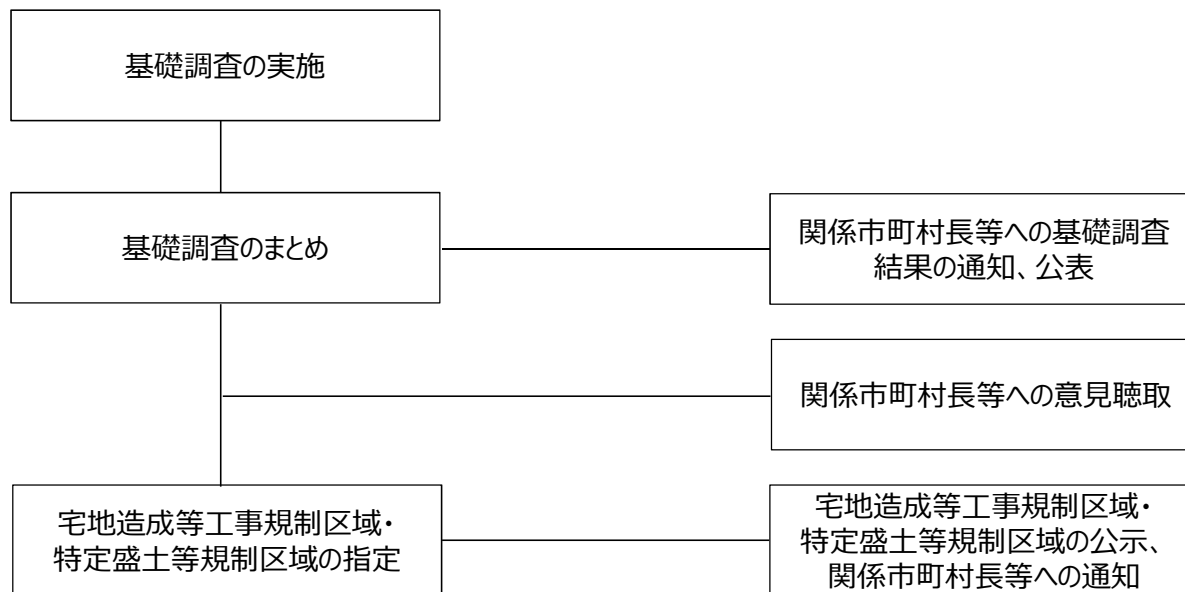 基礎調査の実施
基礎調査のまとめ
関係市町村長等への基礎調査
結果の通知、公表
関係市町村長等への意見聴取
宅地造成等工事規制区域・
特定盛土等規制区域の指定
宅地造成等工事規制区域・
特定盛土等規制区域の公示、
関係市町村長等への通知